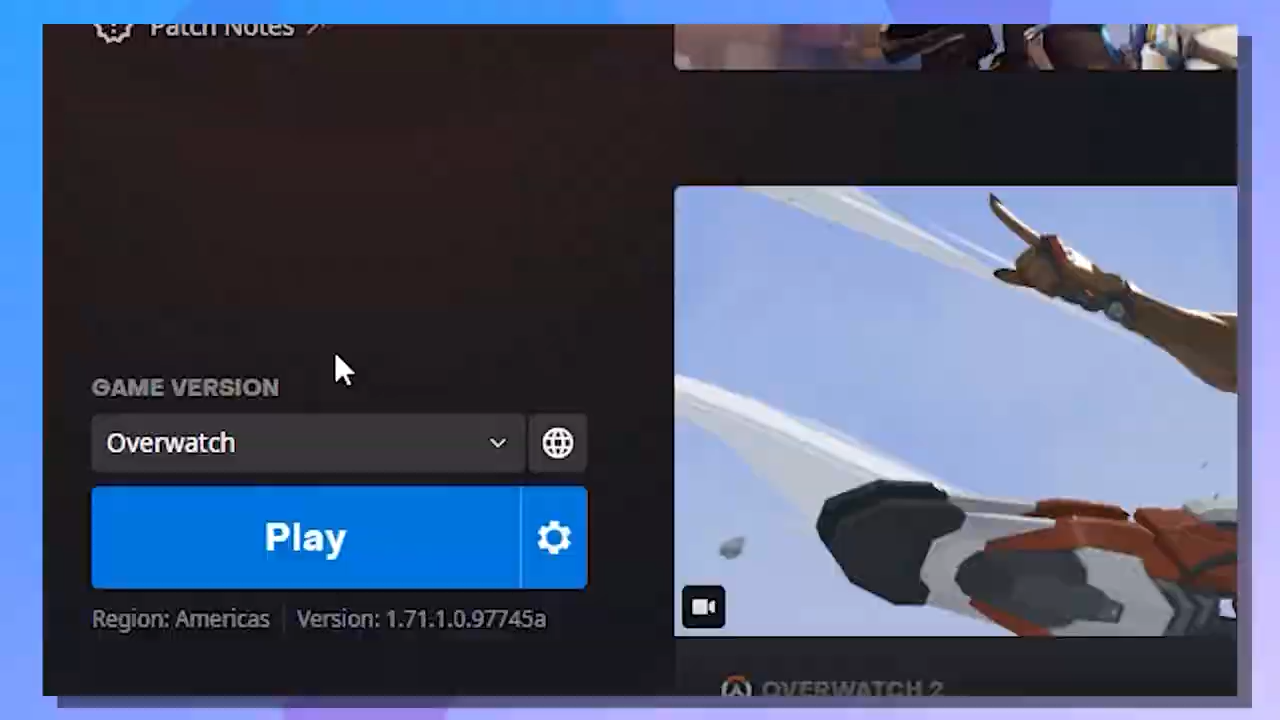 Patch Notes
GAME VERSION
Overwatch
Play
Region: Americas
Version: 1.71.1.0.97745a
OVERWATCH 2